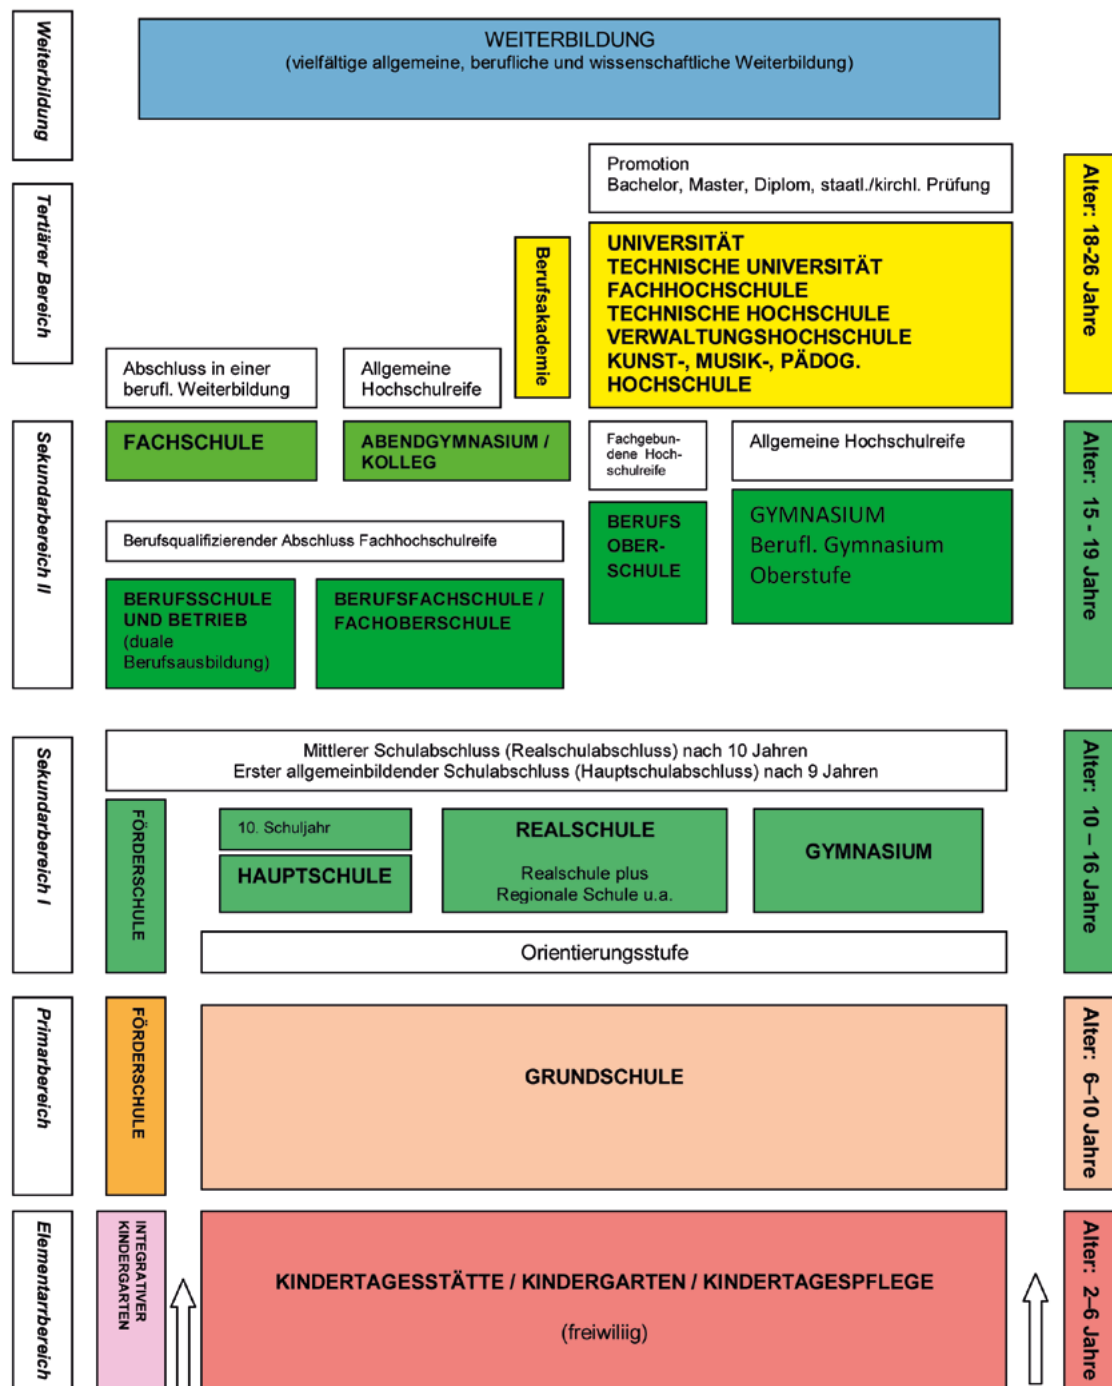 Weiterbildung
WEITERBILDUNG
(vielfältige allgemeine, berufliche und wissenschaftliche Weiterbildung)
Tertiärer Bereich
Promotion
Bachelor, Master, Diplom, staatl./kirchl. Prüfung
Alter: 18-26 Jahre
Berufsakademie
UNIVERSITÄT
TECHNISCHE UNIVERSITÄT
FACHHOCHSCHULE
TECHNISCHE HOCHSCHULE
VERWALTUNGSHOCHSCHULE
KUNST-, MUSIK-, PÄDOG.
HOCHSCHULE
Abschluss in einer
berufl. Weiterbildung
Allgemeine
Hochschulreife
Sekundarbereich II
FACHSCHULE
ABENDGYMNASIUM /
KOLLEG
Fachgebun-
dene Hoch-
schulreife
Allgemeine Hochschulreife
Alter: 15 - 19 Jahre
Berufsqualifizierender Abschluss Fachhochschulreife
BERUFS
OBER-
SCHULE
GYMNASIUM
Berufl. Gymnasium
Oberstufe
BERUFSSCHULE
UND BETRIEB
(duale
Berufsausbildung)
BERUFSFACHSCHULE /
FACHOBERSCHULE
Sekundarbereich I
Mittlerer Schulabschluss (Realschulabschluss) nach 10 Jahren
Erster allgemeinbildender Schulabschluss (Hauptschulabschluss) nach 9 Jahren
Alter: 10 – 16 Jahre
FÖRDERSCHULE
10. Schuljahr
HAUPTSCHULE
REALSCHULE
Realschule plus
Regionale Schule u.a.
GYMNASIUM
Orientierungsstufe
Primarbereich
FÖRDERSCHULE
GRUNDSCHULE
Alter: 6–10 Jahre
Elementarrbereich
INTEGRATIVER
KINDERGARTEN
KINDERTAGESSTÄTTE / KINDERGARTEN / KINDERTAGESPFLEGE
(freiwiliig)
Alter: 2–6 Jahre